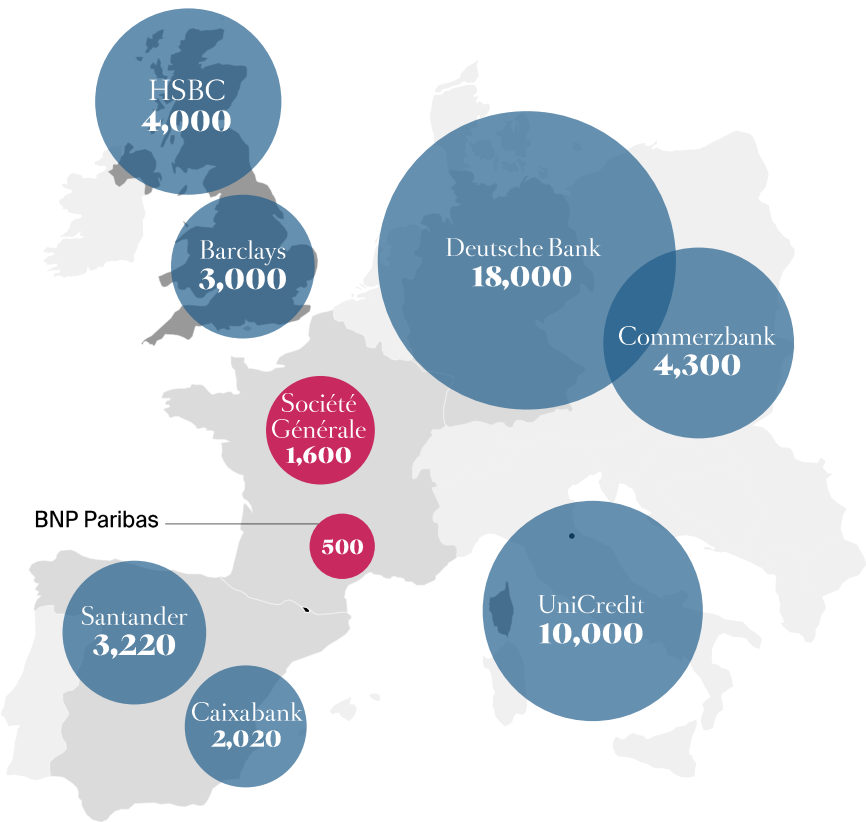 HSBC
4,000
Barclays
3,000
Deutsche Bank
18,000
Commerzbank
4,300
Société
Générale
1,600
BNP Paribas
500
Santander
3,220
UniCredit
10,000
Caixabank
2,020